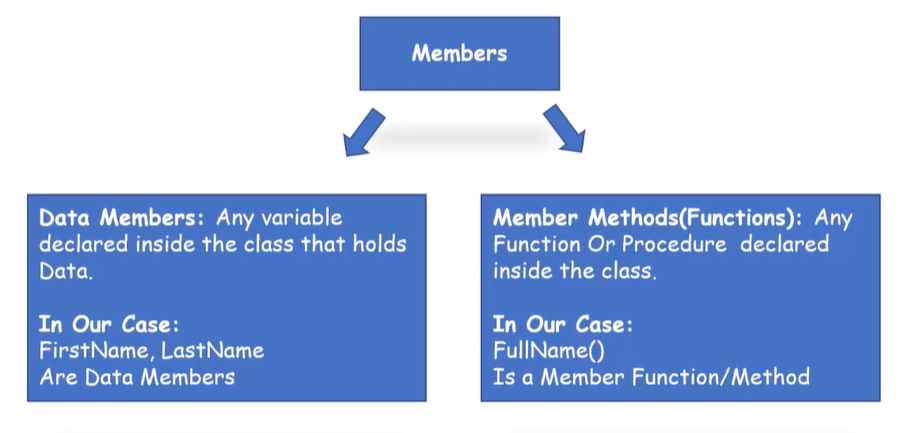 Members
Data Members: Any variable
declared inside the class that holds
Data.
In Our Case:
FirstName, LastName
Are Data Members
Member Methods(Functions): Any
Function Or Procedure declared
inside the class.
In Our Case:
FullName()
Is a Member Function/Method